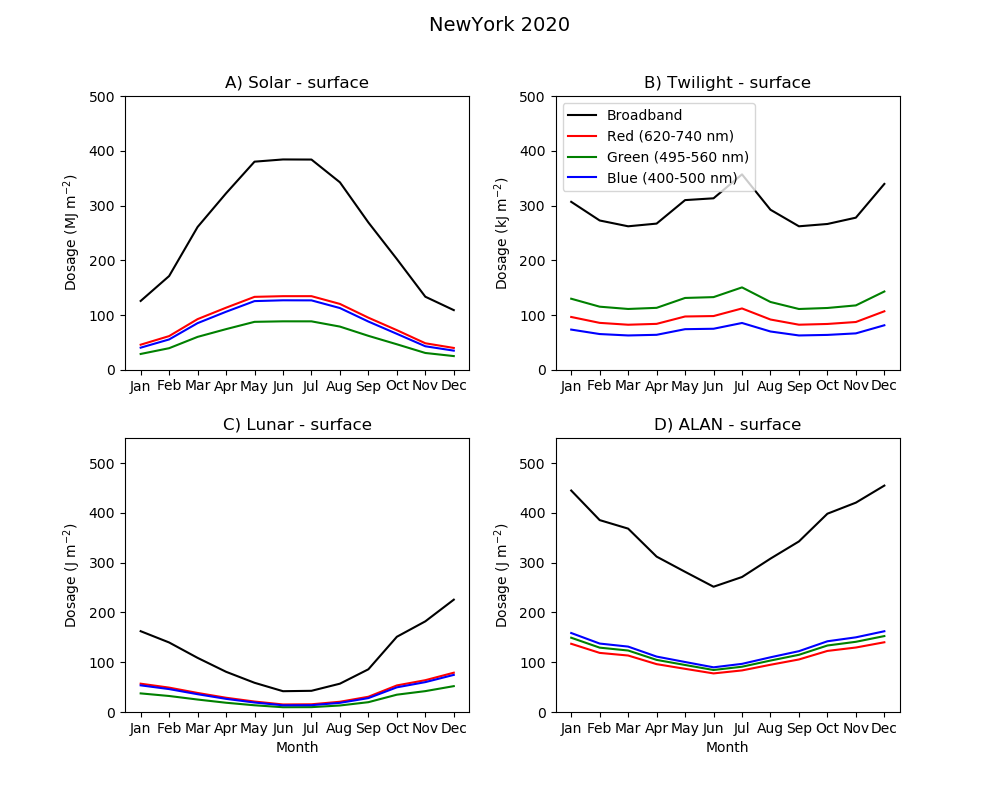 NewYork 2020
A) Solar - surface
Dosage (MJ m⁻²)
500
400
300
200
100
0
Jan Feb Mar Apr May Jun Jul Aug Sep Oct Nov Dec
B) Twilight - surface
Dosage (kJ m⁻²)
500
400
300
200
100
0
Broadband
Red (620-740 nm)
Green (495-560 nm)
Blue (400-500 nm)
Jan Feb Mar Apr May Jun Jul Aug Sep Oct Nov Dec
C) Lunar - surface
Dosage (J m⁻²)
500
400
300
200
100
0
Jan Feb Mar Apr May Jun Jul Aug Sep Oct Nov Dec
Month
D) ALAN - surface
Dosage (J m⁻²)
500
400
300
200
100
0
Jan Feb Mar Apr May Jun Jul Aug Sep Oct Nov Dec
Month